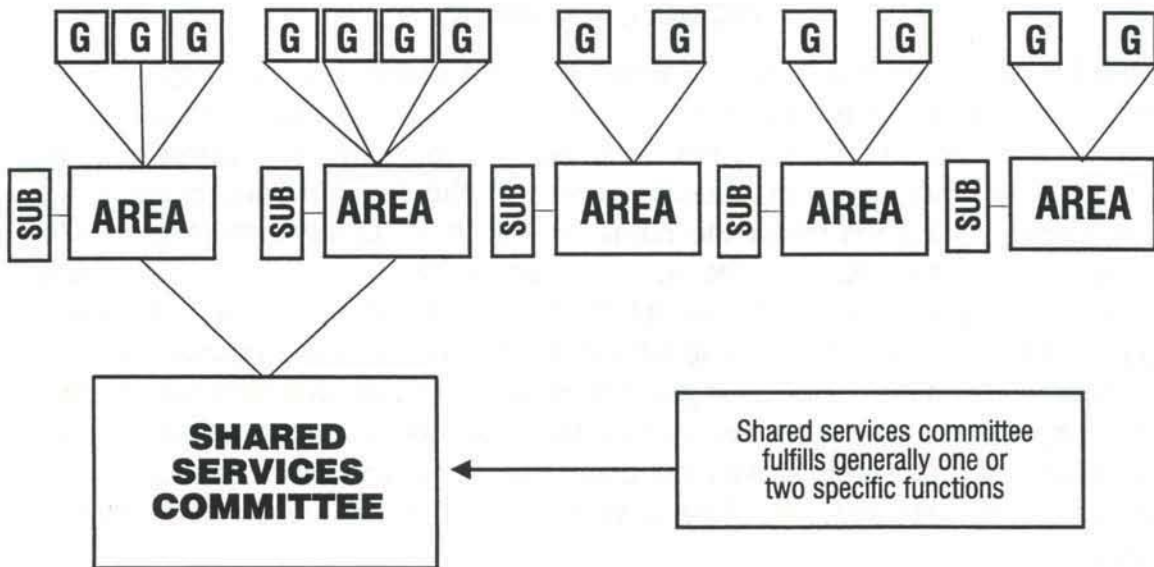 G G G G G G G G G G G G G
SUB AREA SUB AREA SUB AREA SUB AREA SUB AREA
SHARED
SERVICES
COMMITTEE
Shared services committee
fulfills generally one or
two specific functions